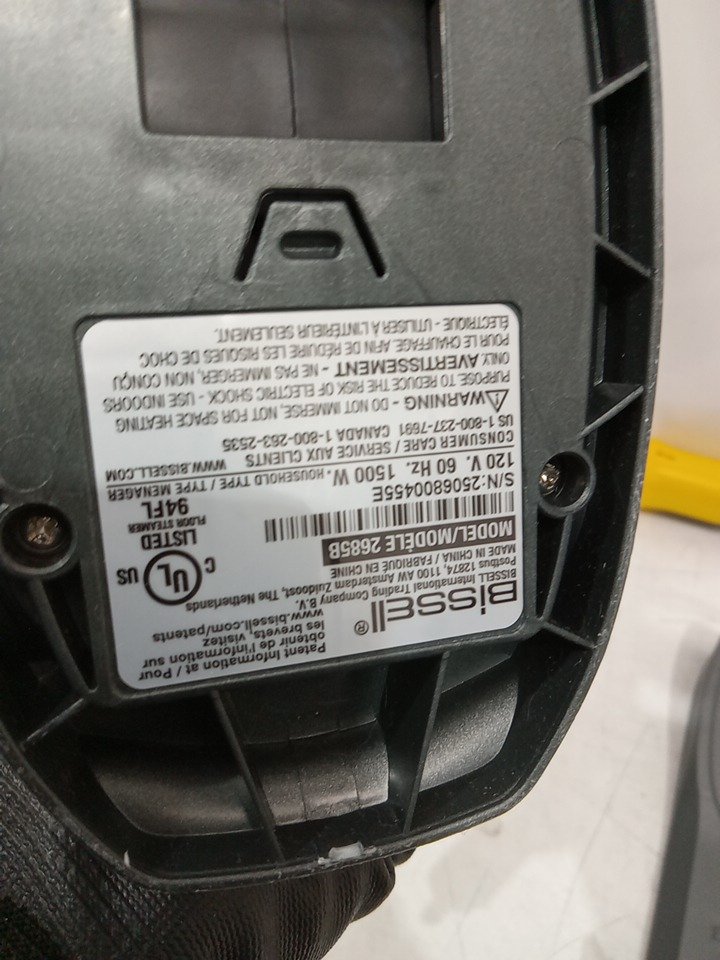 BISSELL®
BISSELL International Trading Company B.V.
Postbus 12874, 1100 AW Amsterdam Zuidoost, The Netherlands
MADE IN CHINA / FABRIQUÉ EN CHINE
MODEL/MODÈLE 2685B
S/N:2506800455E
120 V. 60 Hz. 1500 W. HOUSEHOLD TYPE / TYPE MENAGER
CONSUMER CARE / SERVICE AUX CLIENTS WWW.BISSELL.COM
US 1-800-237-7691 CANADA 1-800-263-2535
⚠WARNING - DO NOT IMMERSE, NOT FOR SPACE HEATING
PURPOSE. TO REDUCE THE RISK OF ELECTRIC SHOCK - USE INDOORS
ONLY. AVERTISSEMENT - NE PAS IMMERGER, NON CONÇU
POUR LE CHAUFFAGE. AFIN DE RÉDUIRE LES RISQUES DE CHOC
ÉLECTRIQUE - UTILISER À L'INTÉRIEUR SEULEMENT.
Patent Information at / Pour
obtenir de l'information sur
les brevets, visitez
www.bissell.com/patents
C UL US
LISTED
FLOOR STEAMER
94FL